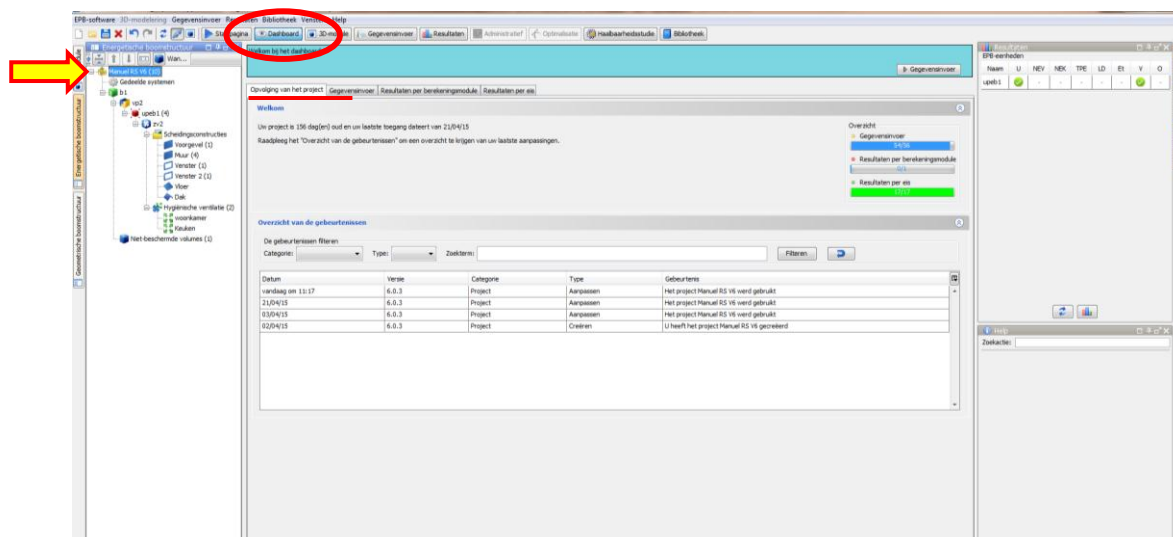 EPB-software 3D-modelering Gegevensinvoer Resultaten Bibliotheek Venster Help
Startpagina Dashboard 3D-module Gegevensinvoer Resultaten Administratief Optimalisatie Haalbaarheidsstudie Bibliotheek
Energetische boomstructuur
Wan...
Manuel RS V6 (10)
Gedeelde systemen
b1
vp2
upeb1 (4)
zv2
Scheidingsconstructies
Voorgevel (1)
Muur (4)
Venster (1)
Venster 2 (1)
Vloer
Dak
Hygienische ventilatie (2)
woonkamer
Keuken
Niet-beschermde volumes (1)
Energetische boomstructuur
Geometrische boomstructuur
Welkom bij het dashboard
Gegevensinvoer
Opvolging van het project Gegevensinvoer Resultaten per berekeningsmodule Resultaten per eis
Welkom
Uw project is 156 dag(en) oud en uw laatste toegang dateert van 21/04/15
Raadpleeg het "Overzicht van de gebeurtenissen" om een overzicht te krijgen van uw laatste aanpassingen.
Overzicht
Gegevensinvoer
54/56
Resultaten per berekeningsmodule
Resultaten per eis
Overzicht van de gebeurtenissen
De gebeurtenissen filteren
Categorie: Type: Zoekterm: Filteren
Datum Versie Categorie Type Gebeurtenis
vandaag om 11:17 6.0.3 Project Aanpassen Het project Manuel RS V6 werd gebruikt
21/04/15 6.0.3 Project Aanpassen Het project Manuel RS V6 werd gebruikt
03/04/15 6.0.3 Project Aanpassen Het project Manuel RS V6 werd gebruikt
02/04/15 6.0.3 Project Creëren U heeft het project Manuel RS V6 gecreëerd
Resultaten
EPB-eenheden
Naam U NEV NEK TPE LD Et V O
upeb1 - - - - - -
Help
Zoekactie: